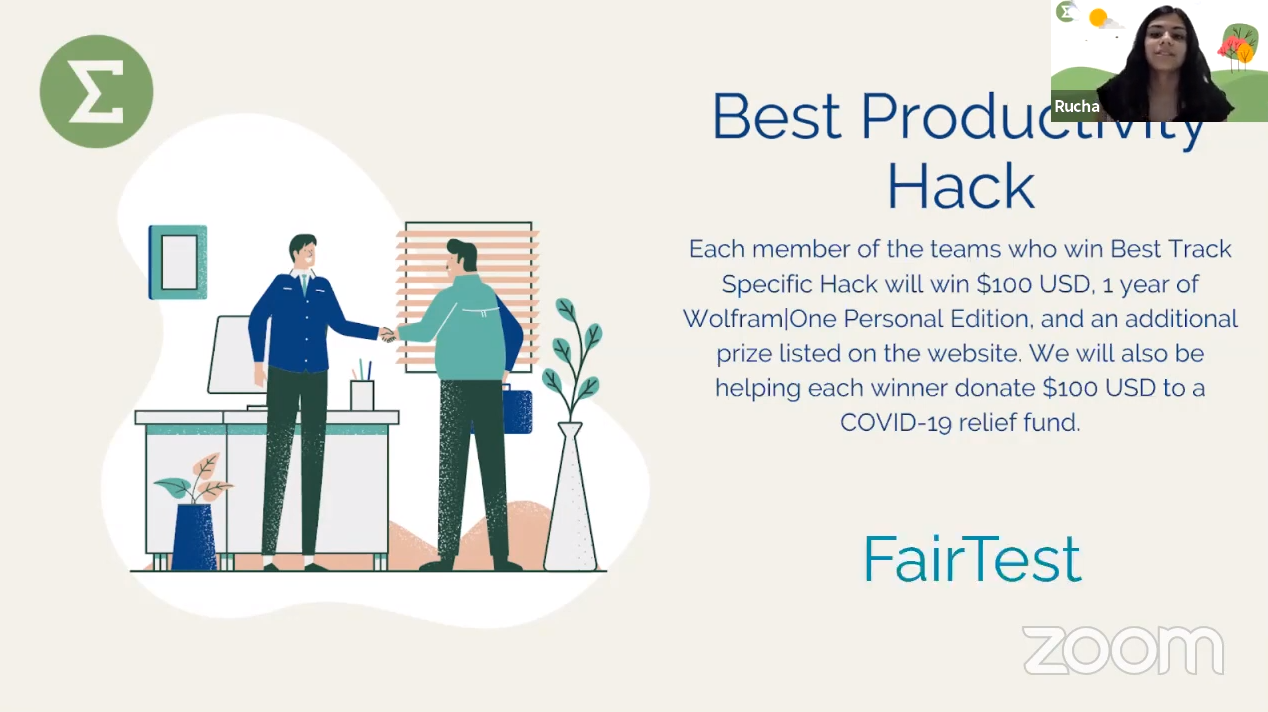 Rucha
Best Productivity
Hack
Each member of the teams who win Best Track
Specific Hack will win $100 USD, 1 year of
Wolfram|One Personal Edition, and an additional
prize listed on the website. We will also be
helping each winner donate $100 USD to a
COVID-19 relief fund.
FairTest
zoom